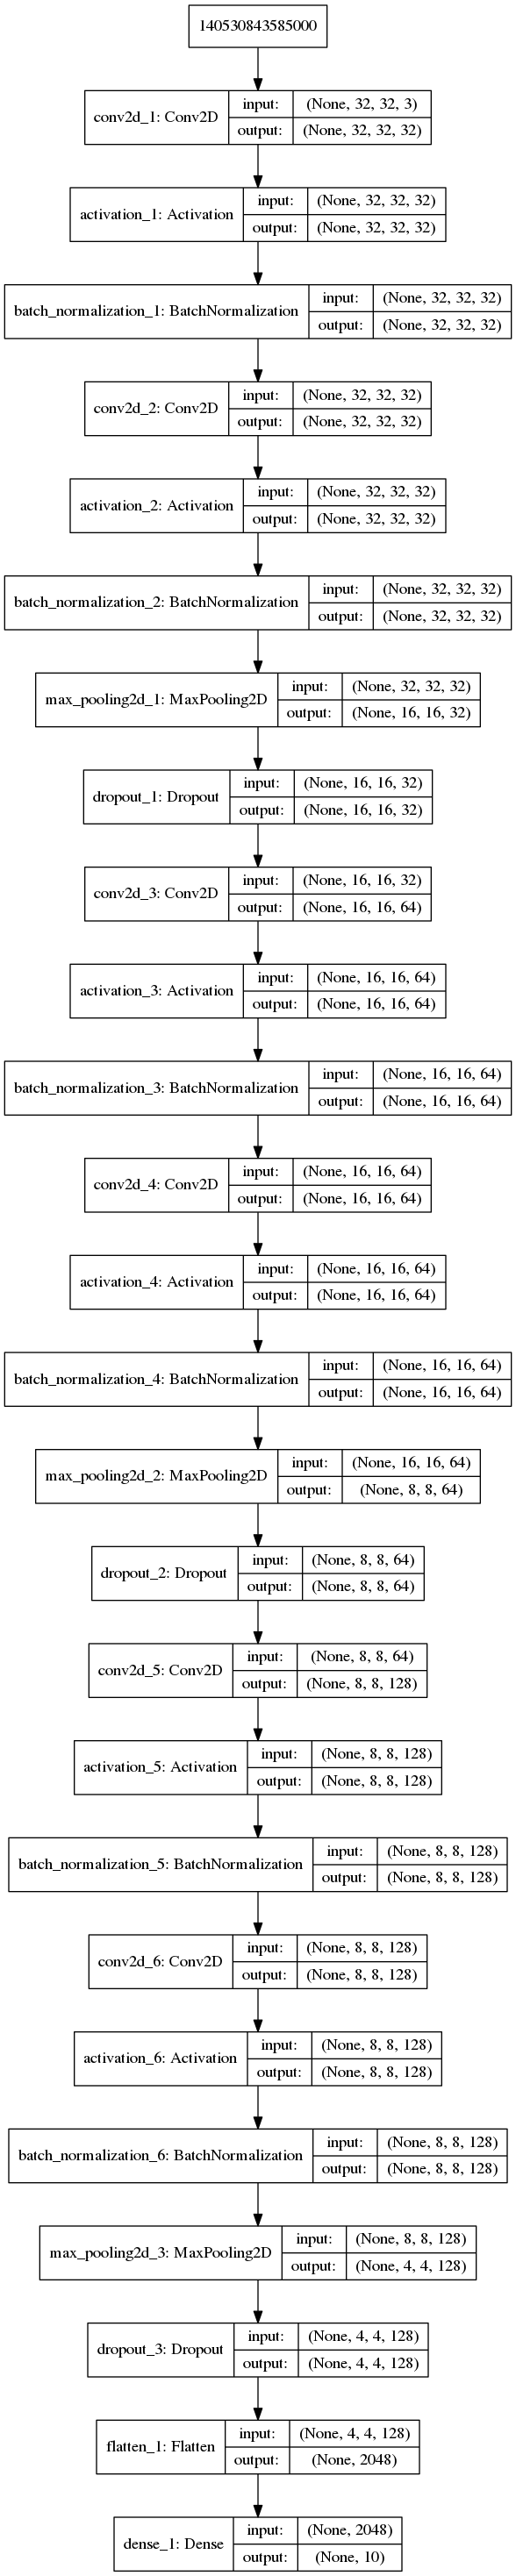 140530843585000
conv2d_1: Conv2D
input:
(None, 32, 32, 3)
output:
(None, 32, 32, 32)
activation_1: Activation
input:
(None, 32, 32, 32)
output:
(None, 32, 32, 32)
batch_normalization_1: BatchNormalization
input:
(None, 32, 32, 32)
output:
(None, 32, 32, 32)
conv2d_2: Conv2D
input:
(None, 32, 32, 32)
output:
(None, 32, 32, 32)
activation_2: Activation
input:
(None, 32, 32, 32)
output:
(None, 32, 32, 32)
batch_normalization_2: BatchNormalization
input:
(None, 32, 32, 32)
output:
(None, 32, 32, 32)
max_pooling2d_1: MaxPooling2D
input:
(None, 32, 32, 32)
output:
(None, 16, 16, 32)
dropout_1: Dropout
input:
(None, 16, 16, 32)
output:
(None, 16, 16, 32)
conv2d_3: Conv2D
input:
(None, 16, 16, 32)
output:
(None, 16, 16, 64)
activation_3: Activation
input:
(None, 16, 16, 64)
output:
(None, 16, 16, 64)
batch_normalization_3: BatchNormalization
input:
(None, 16, 16, 64)
output:
(None, 16, 16, 64)
conv2d_4: Conv2D
input:
(None, 16, 16, 64)
output:
(None, 16, 16, 64)
activation_4: Activation
input:
(None, 16, 16, 64)
output:
(None, 16, 16, 64)
batch_normalization_4: BatchNormalization
input:
(None, 16, 16, 64)
output:
(None, 16, 16, 64)
max_pooling2d_2: MaxPooling2D
input:
(None, 16, 16, 64)
output:
(None, 8, 8, 64)
dropout_2: Dropout
input:
(None, 8, 8, 64)
output:
(None, 8, 8, 64)
conv2d_5: Conv2D
input:
(None, 8, 8, 64)
output:
(None, 8, 8, 128)
activation_5: Activation
input:
(None, 8, 8, 128)
output:
(None, 8, 8, 128)
batch_normalization_5: BatchNormalization
input:
(None, 8, 8, 128)
output:
(None, 8, 8, 128)
conv2d_6: Conv2D
input:
(None, 8, 8, 128)
output:
(None, 8, 8, 128)
activation_6: Activation
input:
(None, 8, 8, 128)
output:
(None, 8, 8, 128)
batch_normalization_6: BatchNormalization
input:
(None, 8, 8, 128)
output:
(None, 8, 8, 128)
max_pooling2d_3: MaxPooling2D
input:
(None, 8, 8, 128)
output:
(None, 4, 4, 128)
dropout_3: Dropout
input:
(None, 4, 4, 128)
output:
(None, 4, 4, 128)
flatten_1: Flatten
input:
(None, 4, 4, 128)
output:
(None, 2048)
dense_1: Dense
input:
(None, 2048)
output:
(None, 10)